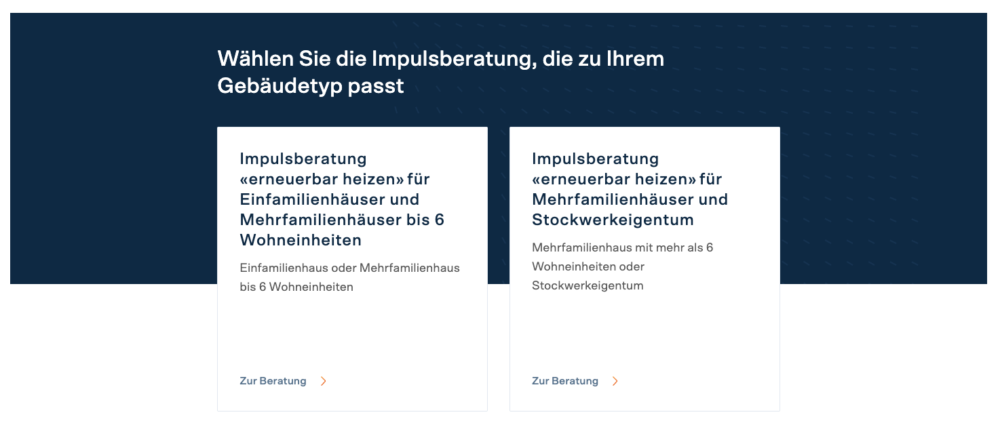 Wählen Sie die Impulsberatung, die zu Ihrem
Gebäudetyp passt
Impulsberatung
«erneuerbar heizen» für
Einfamilienhäuser und
Mehrfamilienhäuser bis 6
Wohneinheiten
Einfamilienhaus oder Mehrfamilienhaus
bis 6 Wohneinheiten
Zur Beratung
Impulsberatung
«erneuerbar heizen» für
Mehrfamilienhäuser und
Stockwerkeigentum
Mehrfamilienhaus mit mehr als 6
Wohneinheiten oder
Stockwerkeigentum
Zur Beratung